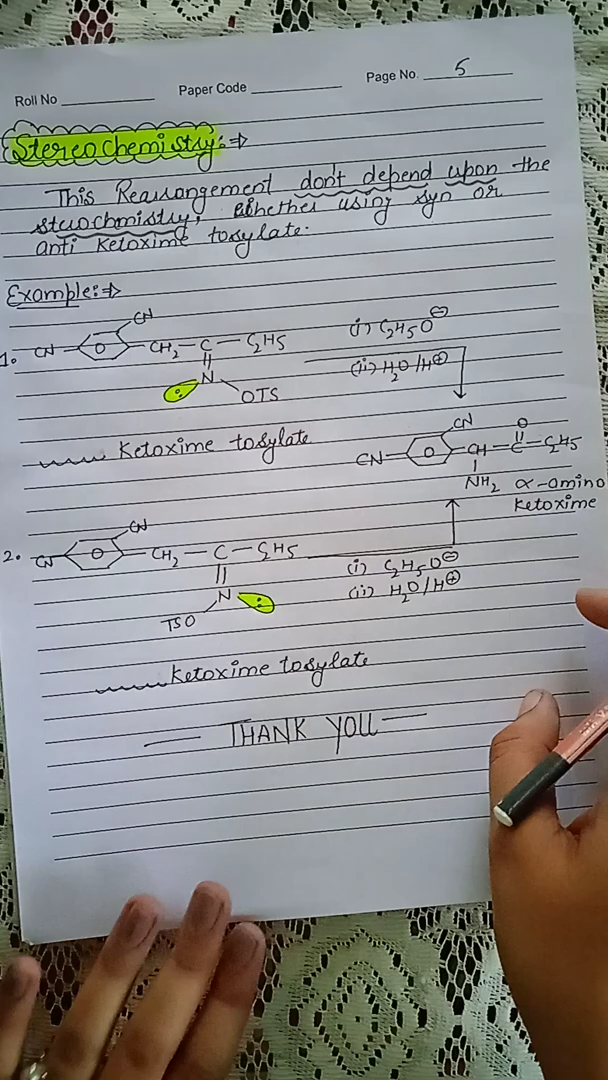 Roll No Paper Code Page No. 5
Stereochemistry:⇒
This Rearrangement don't depend upon the
steuochmistry, whether using syn or
anti Ketoxime tosylate.
Example:⇒
CN
1. CN O CH2 — C — C2H5 (i) C2H5O⊖
N (ii) H2O/H⊕
OTS
CN O
Ketoxime tosylate CN O CH — C — C2H5
NH2 α-amino
Ketoxime
CN
2. CN O CH2 — C — C2H5 (i) C2H5O⊖
N (ii) H2O/H⊕
TSO
Ketoxime tosylate
— THANK YOU —